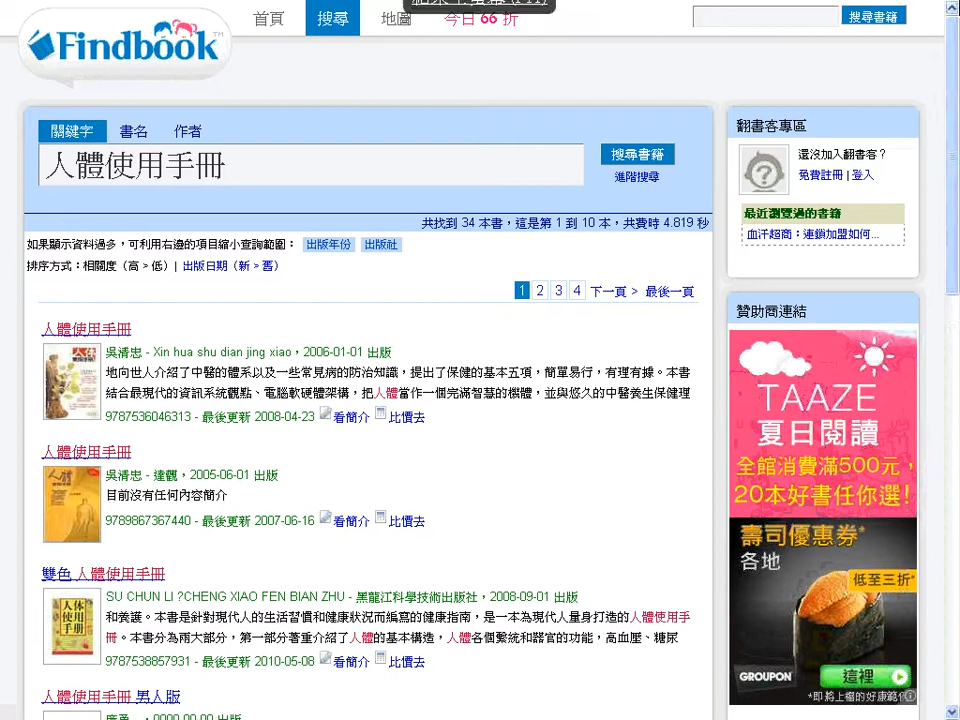 首頁
搜尋
地圖
今日 66 折
搜尋書籍
Findbook™
關鍵字
書名
作者
人體使用手冊
搜尋書籍
進階搜尋
共找到 34 本書，這是第 1 到 10 本，共費時 4.819 秒
如果顯示資料過多，可利用右邊的項目縮小查詢範圍： 出版年份 出版社
排序方式：相關度（高 > 低）| 出版日期（新 > 舊）
1 2 3 4 下一頁 > 最後一頁
人體使用手冊
吳清忠 - Xin hua shu dian jing xiao，2006-01-01 出版
地向世人介紹了中醫的體系以及一些常見病的防治知識，提出了保健的基本五項，簡單易行，有理有據。本書
結合最現代的資訊系統觀點、電腦軟硬體架構，把人體當作一個完滿智慧的機體，並與悠久的中醫養生保健理
9787536046313 - 最後更新 2008-04-23 看簡介 比價去
人體使用手冊
吳清忠 - 達觀，2005-06-01 出版
目前沒有任何內容簡介
9789867367440 - 最後更新 2007-06-16 看簡介 比價去
雙色 人體使用手冊
SU CHUN LI ?CHENG XIAO FEN BIAN ZHU - 黑龍江科學技術出版社，2008-09-01 出版
和養護。本書是針對現代人的生活習慣和健康狀況而編寫的健康指南，是一本為現代人量身打造的人體使用手
冊。本書分為兩大部分，第一部分著重介紹了人體的基本構造，人體各個繫統和器官的功能，高血壓、糖尿
9787538857931 - 最後更新 2010-05-08 看簡介 比價去
人體使用手冊 男人版
翻書客專區
還沒加入翻書客？
免費註冊 | 登入
最近瀏覽過的書籍
血汗超商：連鎖加盟如何...
贊助商連結
TAAZE
夏日閱讀
全館消費滿500元，
20本好書任你選！
壽司優惠券*
各地
低至三折*
GROUPON
這裡
*即將上檔的好康範例